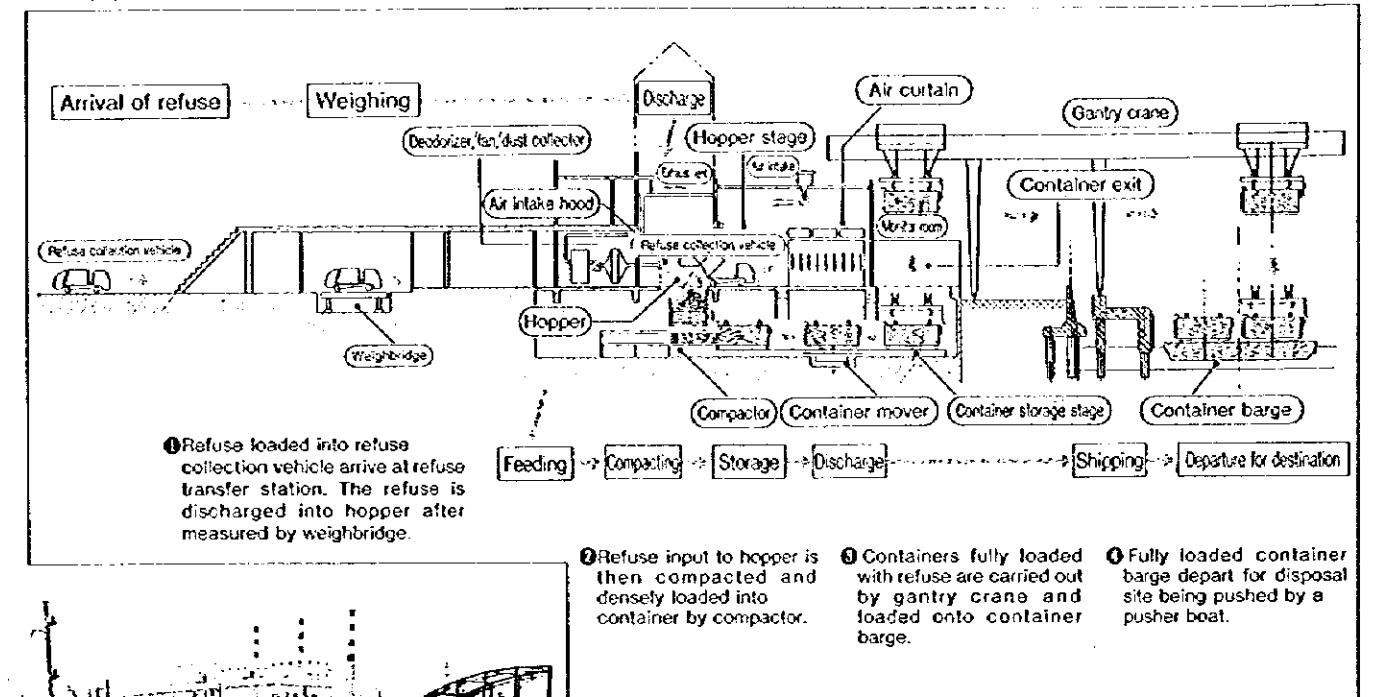 Arrival of refuse
Weighing
Discharge
Air curtain
Gantry crane
Deodorizer, fan, dust collector
Hopper stage
Air intake
Container exit
Air intake hood
Monitor room
Refuse collection vehicle
Refuse collection vehicle
Hopper
Weighbridge
Compactor
Container mover
Container storage stage
Container barge
Feeding
Compacting
Storage
Discharge
Shipping
Departure for destination
❶Refuse loaded into refuse
collection vehicle arrive at refuse
transfer station. The refuse is
discharged into hopper after
measured by weighbridge.
❷Refuse input to hopper is
then compacted and
densely loaded into
container by compactor.
❸Containers fully loaded
with refuse are carried out
by gantry crane and
loaded onto container
barge.
❹Fully loaded container
barge depart for disposal
site being pushed by a
pusher boat.